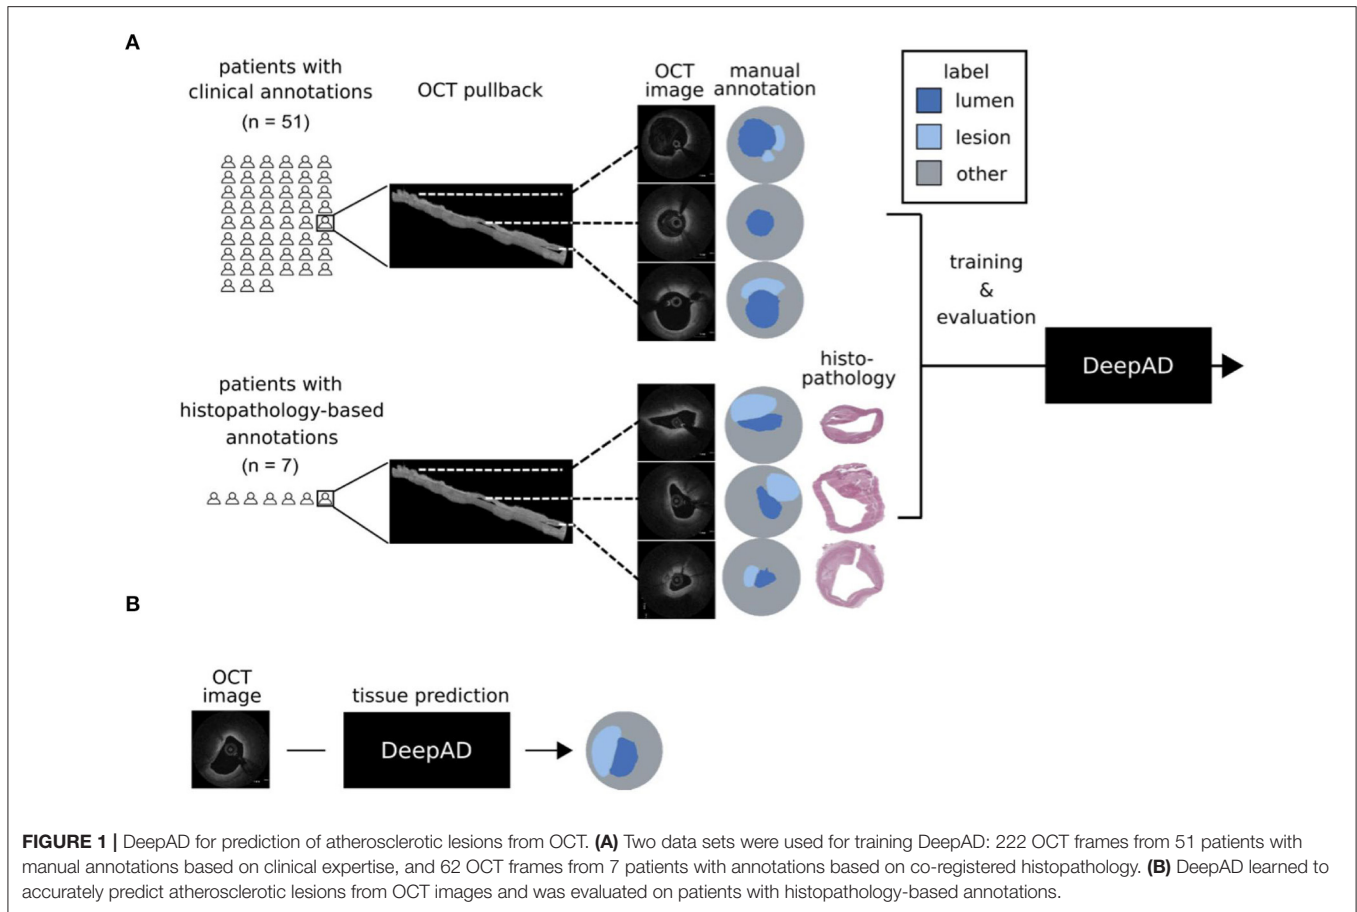 A
patients with
clinical annotations
(n = 51)
OCT pullback
OCT
image
manual
annotation
label
lumen
lesion
other
training
&
evaluation
DeepAD
patients with
histopathology-based
annotations
(n = 7)
histo-
pathology
B
OCT
image
tissue prediction
DeepAD
FIGURE 1 | DeepAD for prediction of atherosclerotic lesions from OCT. (A) Two data sets were used for training DeepAD: 222 OCT frames from 51 patients with
manual annotations based on clinical expertise, and 62 OCT frames from 7 patients with annotations based on co-registered histopathology. (B) DeepAD learned to
accurately predict atherosclerotic lesions from OCT images and was evaluated on patients with histopathology-based annotations.